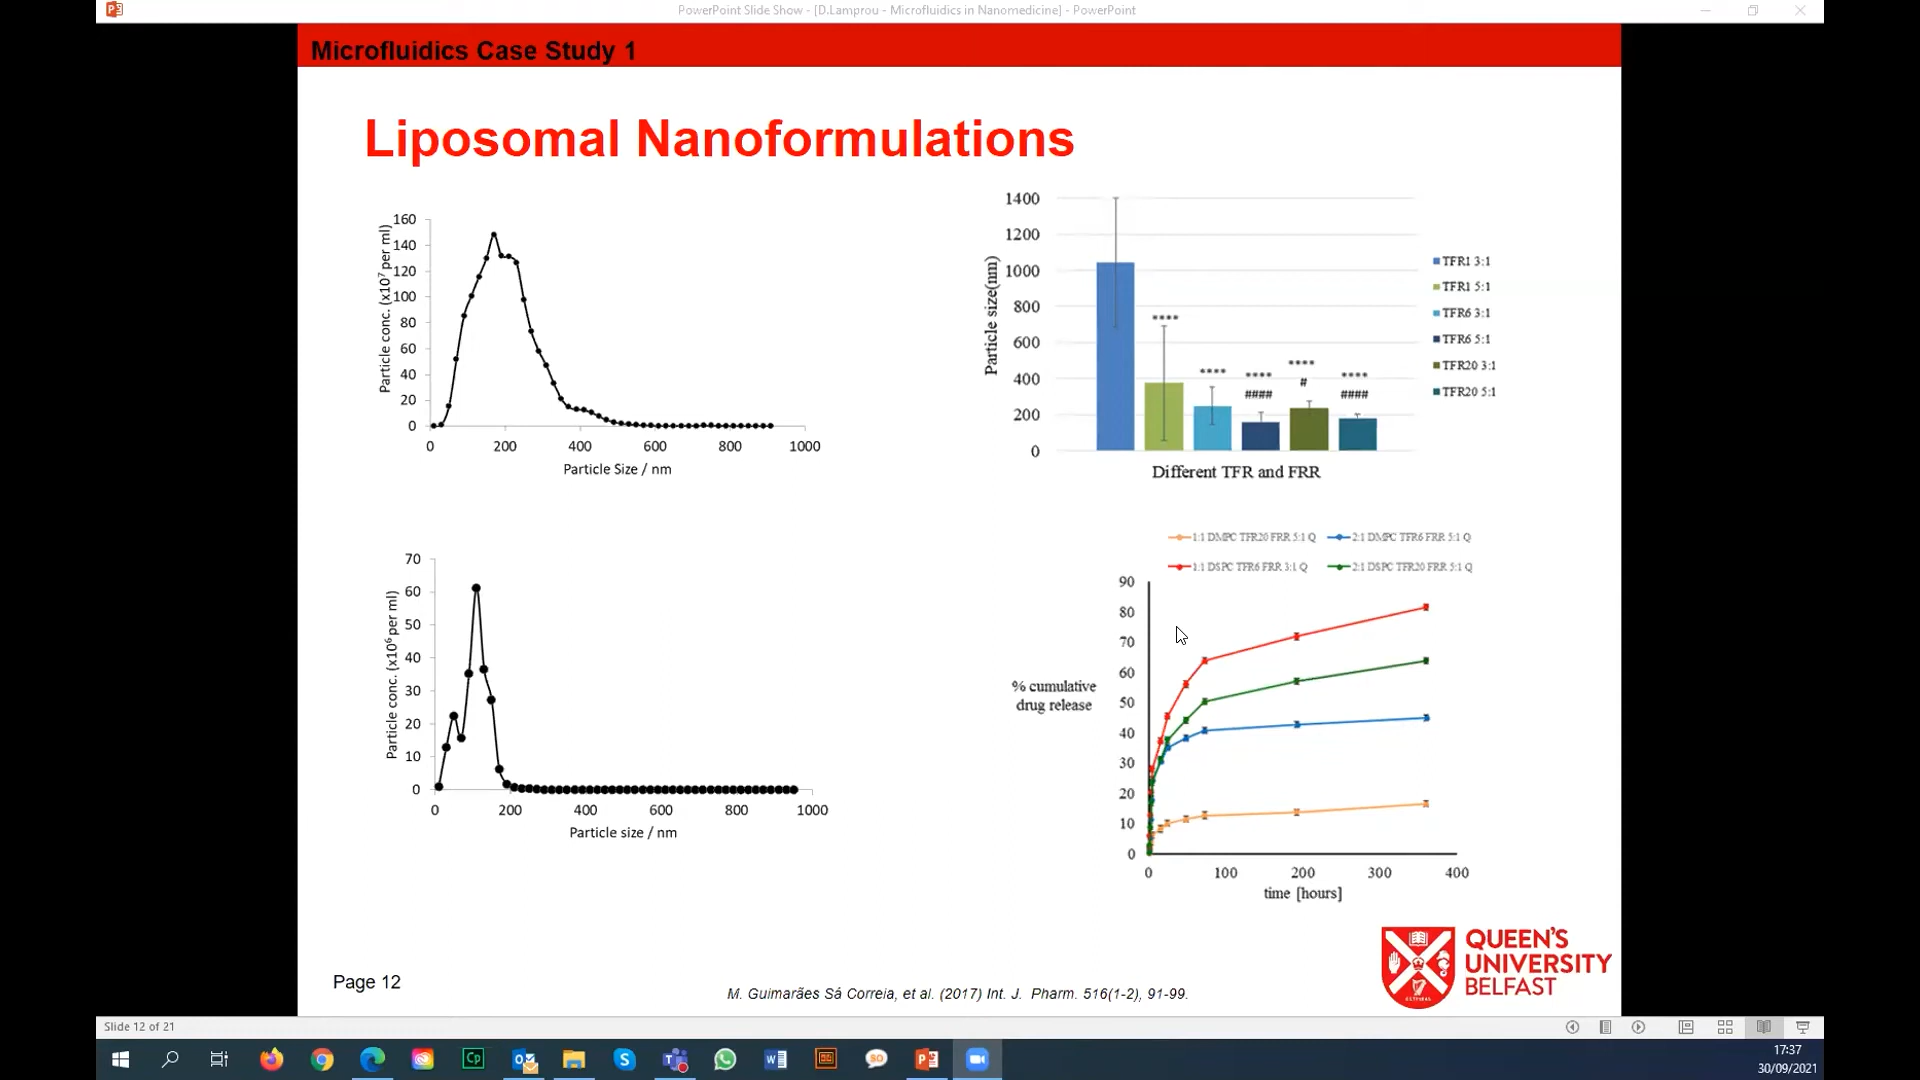 PowerPoint Slide Show - [D.Lamprou - Microfluidics in Nanomedicine] - PowerPoint
Microfluidics Case Study 1
Liposomal Nanoformulations
160
140
120
100
80
60
40
20
0
Particle conc. (x10⁷ per ml)
0 200 400 600 800 1000
Particle Size / nm
1400
1200
1000
800
600
400
200
0
Particle size(nm)
****
****
****
####
****
#
****
####
Different TFR and FRR
TFR1 3:1
TFR1 5:1
TFR6 3:1
TFR6 5:1
TFR20 3:1
TFR20 5:1
70
60
50
40
30
20
10
0
Particle conc. (x10⁶ per ml)
0 200 400 600 800 1000
Particle size / nm
1:1 DMPC TFR20 FRR 5:1 Q 2:1 DMPC TFR6 FRR 5:1 Q
1:1 DSPC TFR6 FRR 3:1 Q 2:1 DSPC TFR20 FRR 5:1 Q
90
80
70
60
50
40
30
20
10
0
% cumulative
drug release
0 100 200 300 400
time [hours]
Page 12
M. Guimarães Sá Correia, et al. (2017) Int. J. Pharm. 516(1-2), 91-99.
QUEEN'S
UNIVERSITY
BELFAST
Slide 12 of 21
17:37
30/09/2021